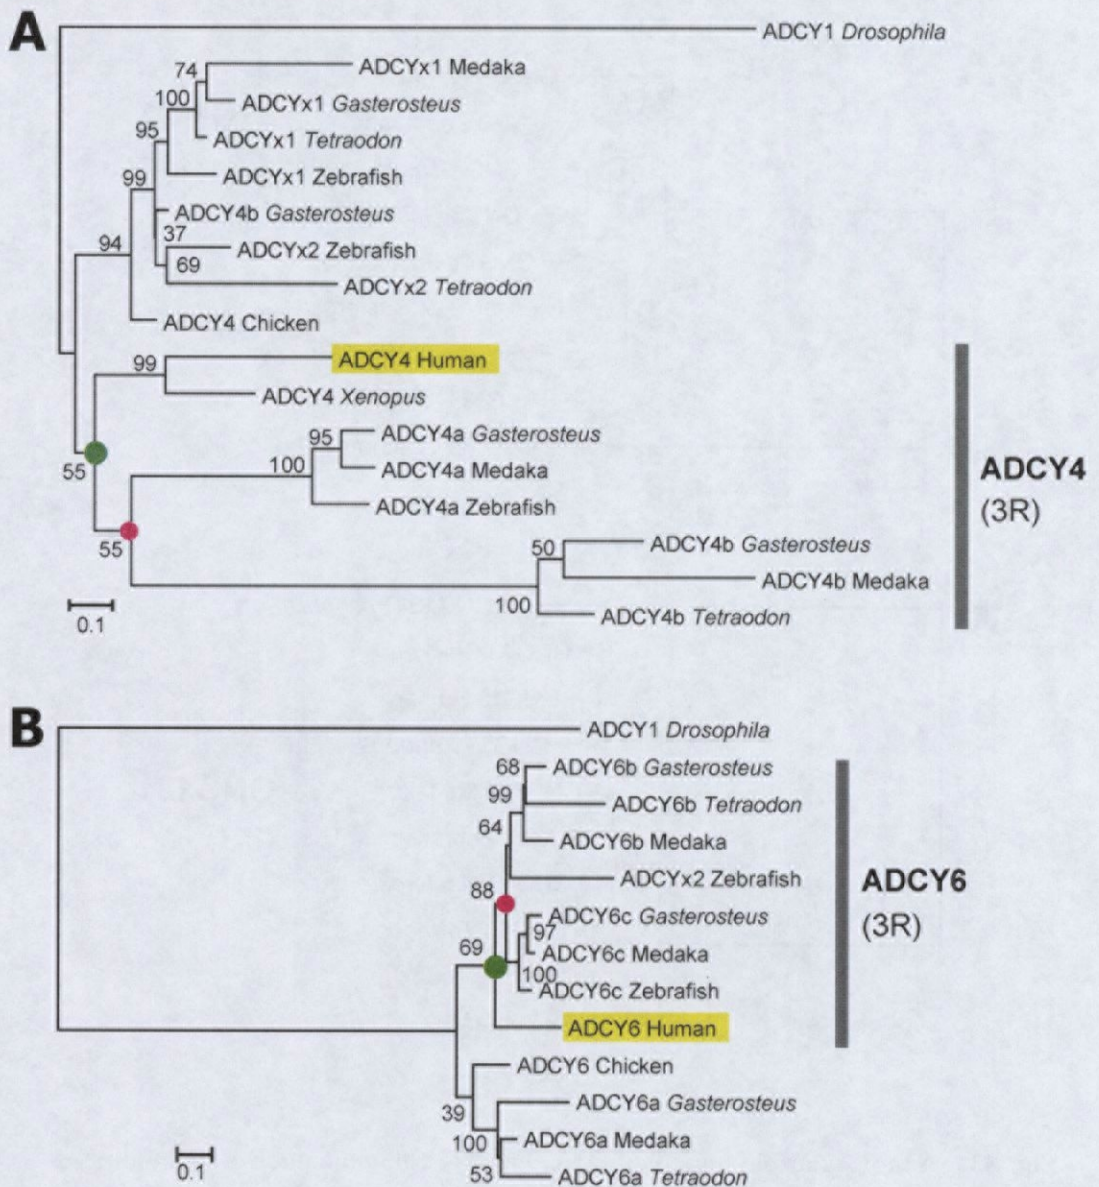 A
ADCY1 Drosophila
74
ADCYx1 Medaka
100
ADCYx1 Gasterosteus
95
ADCYx1 Tetraodon
99
ADCYx1 Zebrafish
ADCY4b Gasterosteus
37
94
ADCYx2 Zebrafish
69
ADCYx2 Tetraodon
ADCY4 Chicken
99
ADCY4 Human
ADCY4 Xenopus
55
95
ADCY4a Gasterosteus
100
ADCY4a Medaka
ADCY4a Zebrafish
ADCY4
(3R)
55
50
ADCY4b Gasterosteus
ADCY4b Medaka
100
ADCY4b Tetraodon
0.1
B
ADCY1 Drosophila
68
ADCY6b Gasterosteus
99
ADCY6b Tetraodon
64
ADCY6b Medaka
ADCYx2 Zebrafish
88
ADCY6
(3R)
ADCY6c Gasterosteus
97
69
ADCY6c Medaka
100
ADCY6c Zebrafish
ADCY6 Human
ADCY6 Chicken
39
ADCY6a Gasterosteus
100
ADCY6a Medaka
53
ADCY6a Tetraodon
0.1